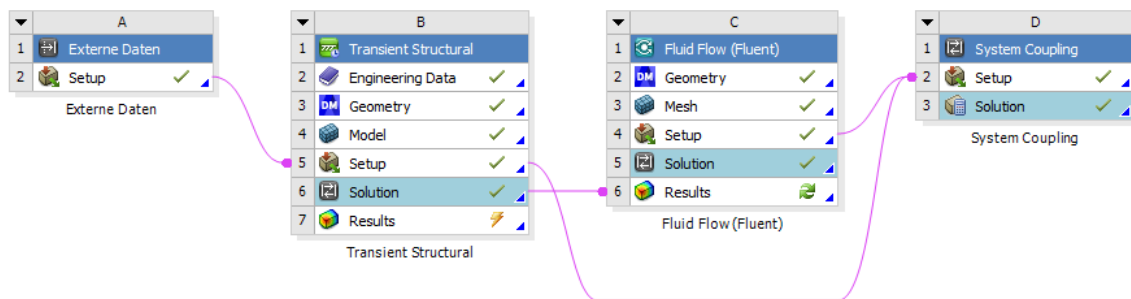 A
1 Externe Daten
2 Setup
Externe Daten
B
1 Transient Structural
2 Engineering Data
3 DM Geometry
4 Model
5 Setup
6 Solution
7 Results
Transient Structural
C
1 Fluid Flow (Fluent)
2 DM Geometry
3 Mesh
4 Setup
5 Solution
6 Results
Fluid Flow (Fluent)
D
1 System Coupling
2 Setup
3 Solution
System Coupling